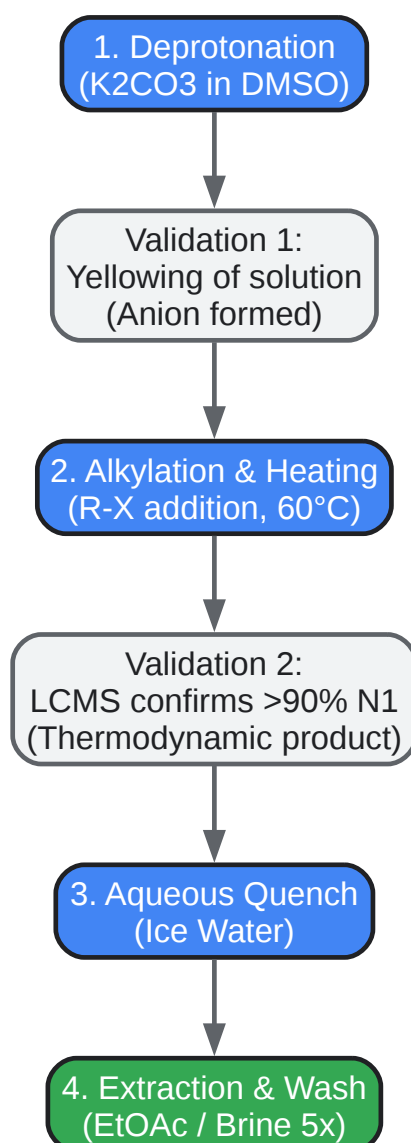 1. Deprotonation
(K2CO3 in DMSO)
Validation 1:
Yellowing of solution
(Anion formed)
2. Alkylation & Heating
(R-X addition, 60°C)
Validation 2:
LCMS confirms >90% N1
(Thermodynamic product)
3. Aqueous Quench
(Ice Water)
4. Extraction & Wash
(EtOAc / Brine 5x)